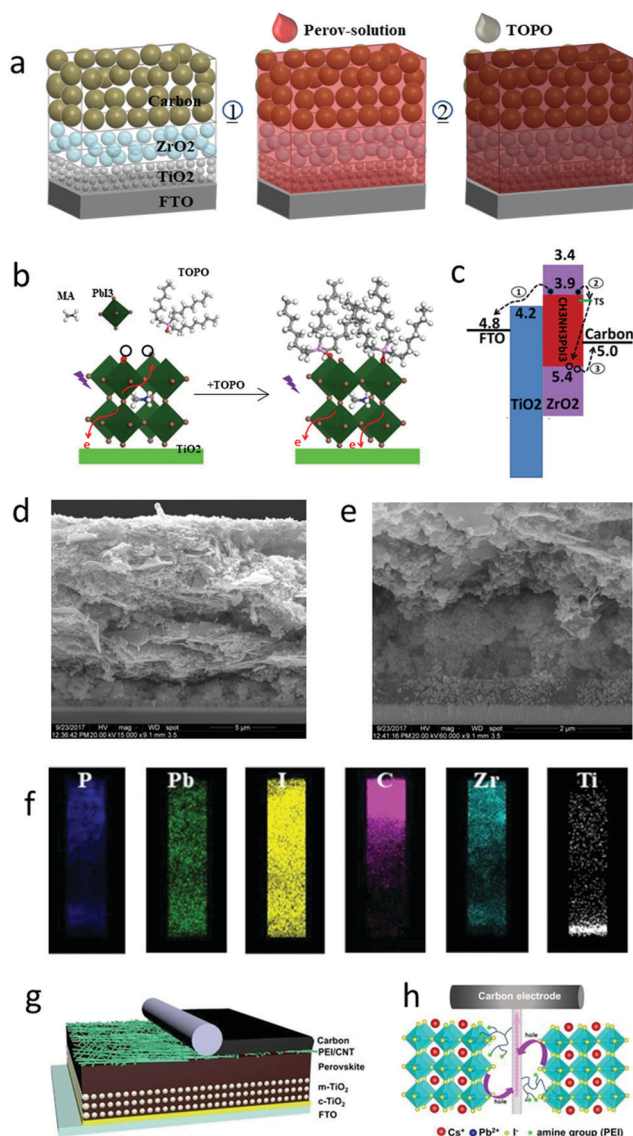 a
Perov-solution
TOPO
Carbon
ZrO2
TiO2
FTO
1
2
b
MA
PbI3
TOPO
+TOPO
e
TiO2
e
e
c
3.4
3.9
1
2
TS
4.8
FTO
4.2
CH3NH3PbI3
Carbon
5.0
5.4
3
TiO2
ZrO2
d
9/23/2017 HV mag WD spot 5 μm
12:36:42 PM 20.00 kV 15 000 x 9.1 mm 3.5
e
9/23/2017 HV mag WD spot 2 μm
12:41:16 PM 20.00 kV 60 000 x 9.1 mm 3.5
f
P Pb I C Zr Ti
g
Carbon
PEI/CNT
Perovskite
m-TiO₂
c-TiO₂
FTO
h
Carbon electrode
hole
hole
Cs⁺ Pb²⁺ I⁻ amine group (PEI)